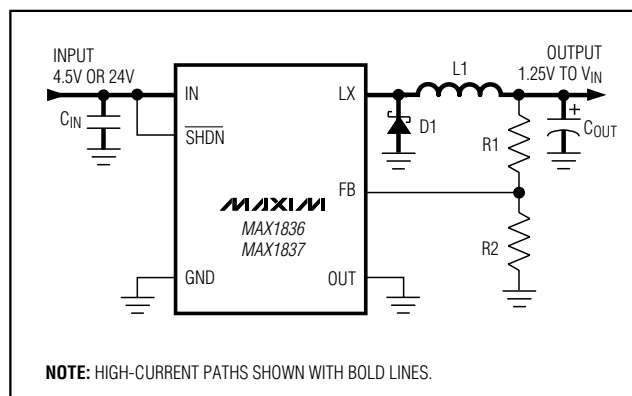 INPUT
4.5V OR 24V
OUTPUT
1.25V TO VIN
L1
IN
LX
CIN
SHDN
D1
R1
+
COUT
FB
MAXIM
MAX1836
MAX1837
R2
GND
OUT
NOTE: HIGH-CURRENT PATHS SHOWN WITH BOLD LINES.